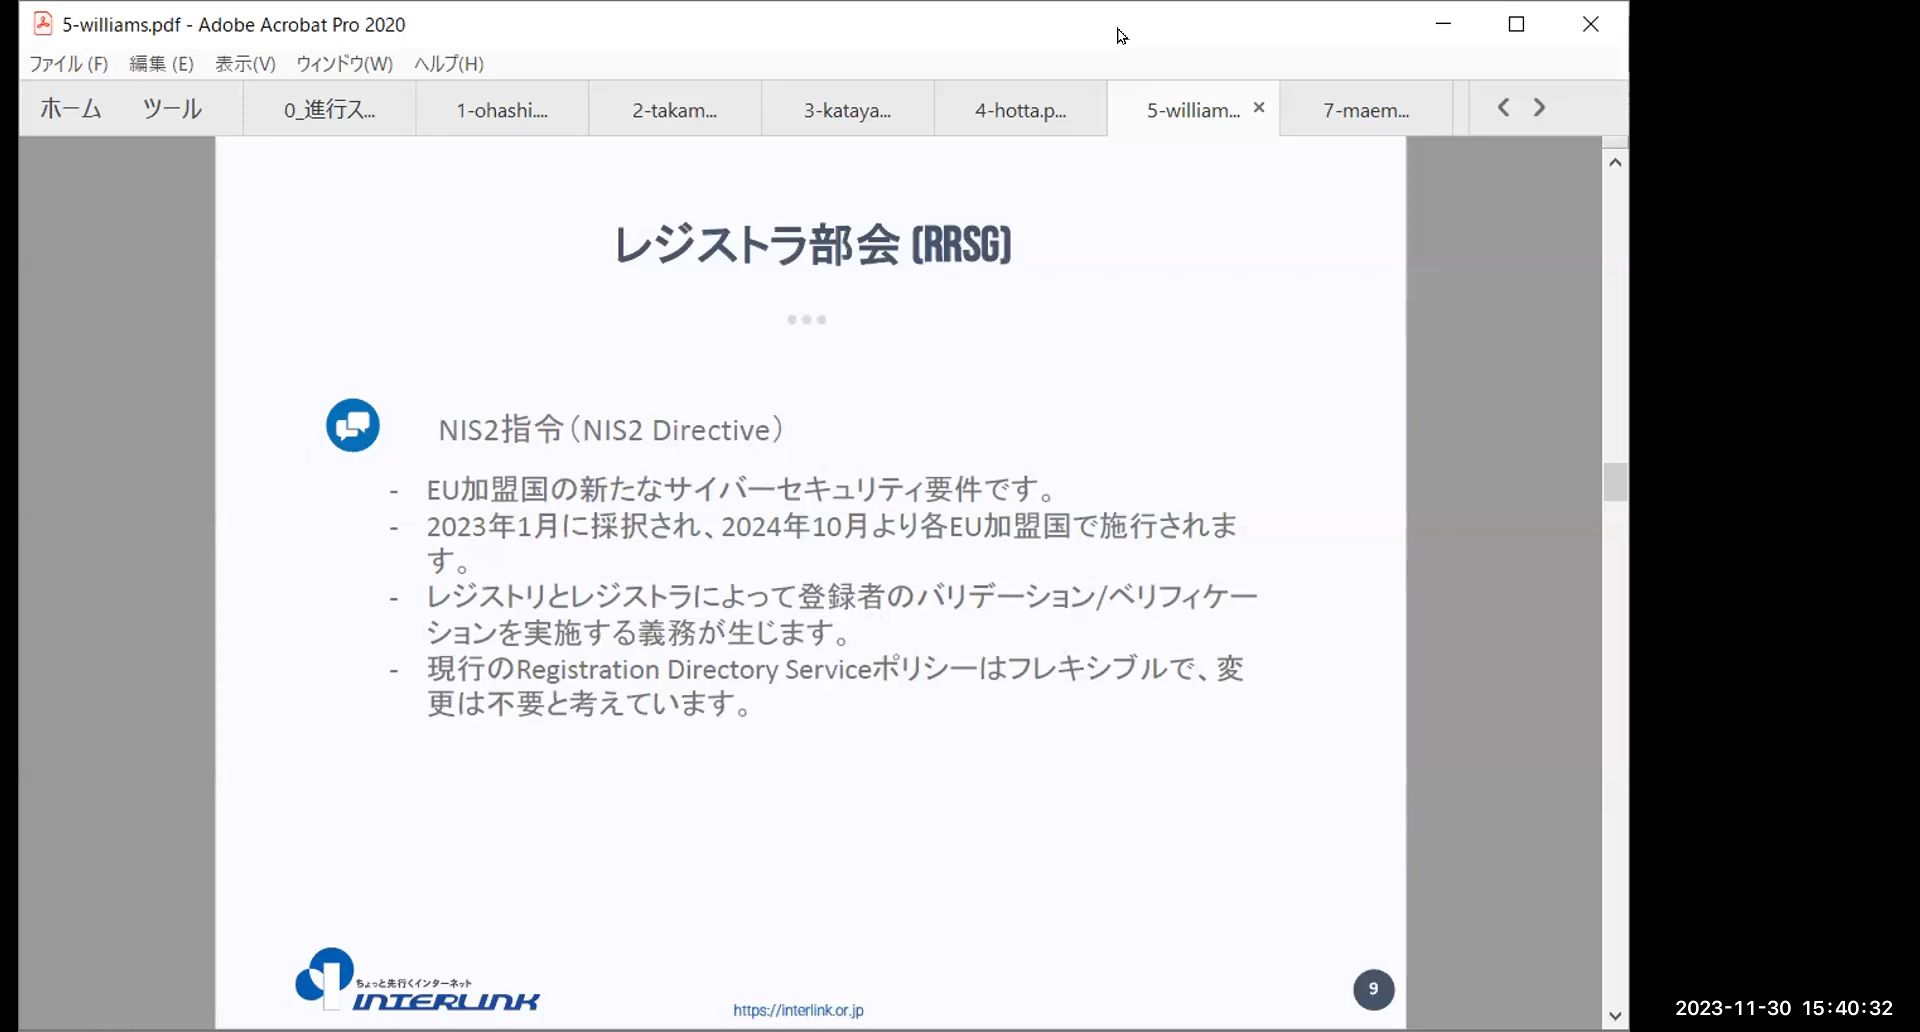 5-williams.pdf - Adobe Acrobat Pro 2020
ファイル (F) 編集 (E) 表示(V) ウィンドウ(W) ヘルプ(H)
ホーム ツール 0_進行ス... 1-ohashi.... 2-takam... 3-kataya... 4-hotta.p... 5-william... 7-maem...
レジストラ部会 (RRSG)
NIS2指令（NIS2 Directive）
- EU加盟国の新たなサイバーセキュリティ要件です。
- 2023年1月に採択され、2024年10月より各EU加盟国で施行されま
す。
- レジストリとレジストラによって登録者のバリデーション/ベリフィケー
ションを実施する義務が生じます。
- 現行のRegistration Directory Serviceポリシーはフレキシブルで、変
更は不要と考えています。
ちょっと先行くインターネット
INTERLINK
https://interlink.or.jp
9
2023-11-30 15:40:32